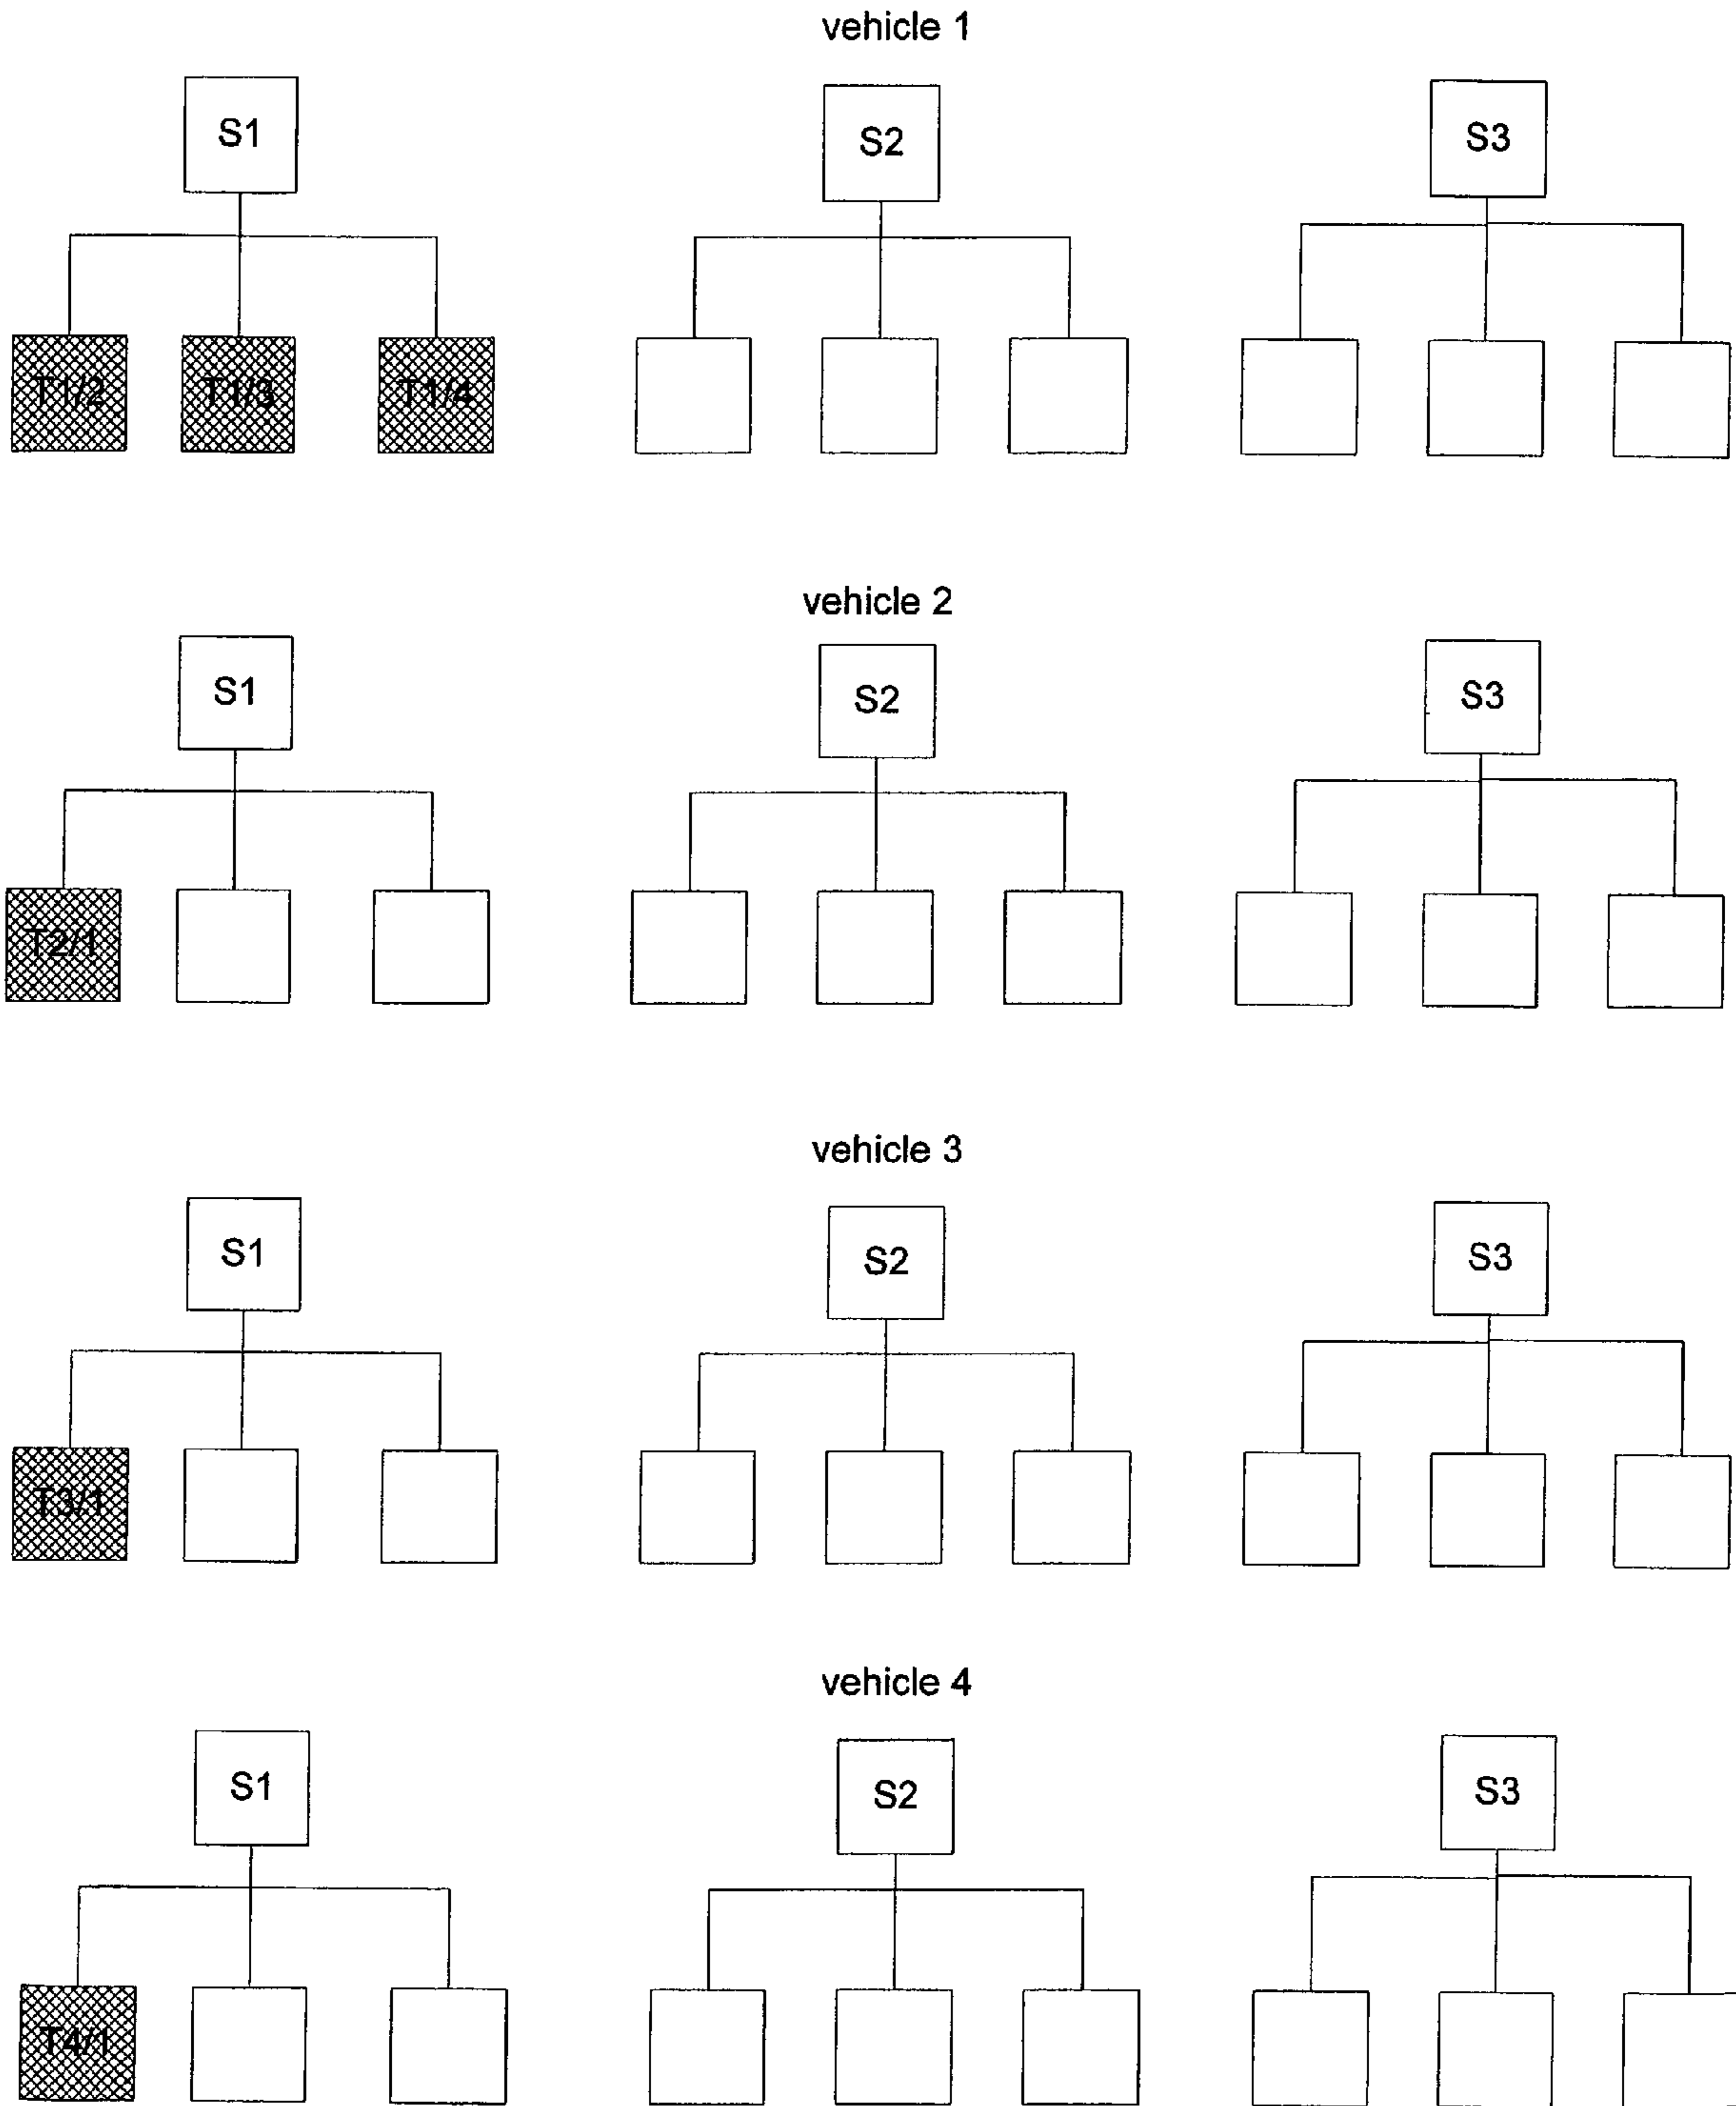 vehicle 1
S1 S2 S3
T1/2 T1/3 T1/4
vehicle 2
S1 S2 S3
T2/1
vehicle 3
S1 S2 S3
T3/1
vehicle 4
S1 S2 S3
T4/1